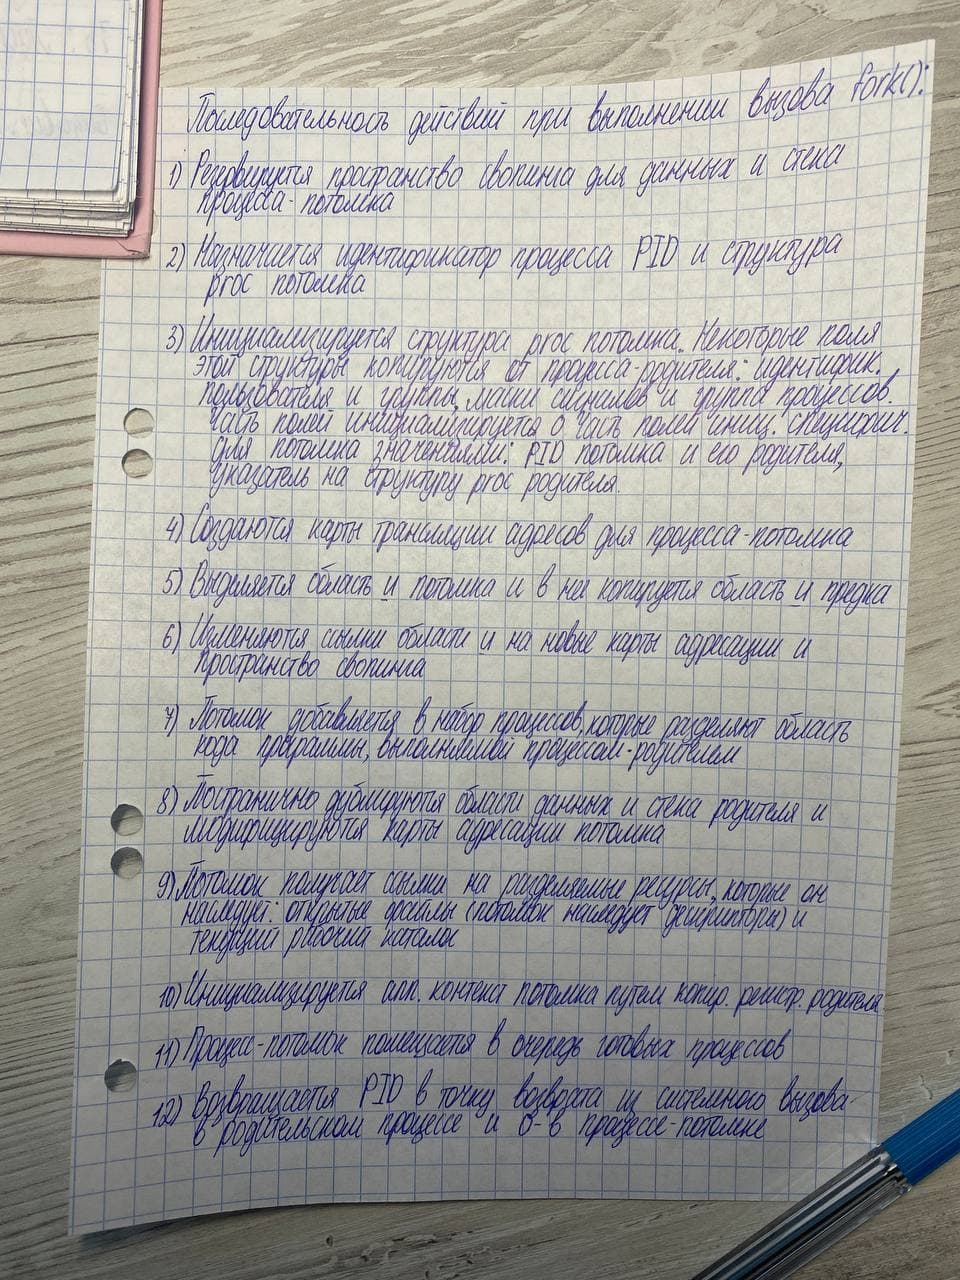 Последовательность действий при выполнении вызова fork():
1) Резервируется пространство свопинга для данных и стека
процесса-потомка
2) Назначается идентификатор процесса PID и структура
proc потомка
3) Инициализируется структура proc потомка. Некоторые поля
этой структуры копируются от процесса-родителя: идентифик.
пользователя и группы, маски сигналов и группа процессов.
Часть полей инициализируется 0 Часть полей иниц. специфич.
для потомка значениями: PID потомка и его родителя,
указатель на структуру proc родителя.
4) Создаются карты трансляции адресов для процесса-потомка
5) Выделяется область u потомка и в нее копируется область u предка
6) Изменяются ссылки области u на новые карты адресации и
пространство свопинга
7) Потомок добавляется в набор процессов, которые разделяют область
кода программы, выполняемой процессом-родителем
8) Постранично дублируются области данных и стека родителя и
модифицируются карты адресации потомка
9) Потомок получает ссылки на разделяемые ресурсы, которые он
наследует: открытые файлы (потомок наследует дескрипторы) и
текущий рабочий каталог
10) Инициализируется апп. контекст потомка путем копир. регистр. родителя
11) Процесс-потомок помещается в очередь готовых процессов
12) Возвращается PID в точку возврата из системного вызова-
в родительском процессе и 0-в процессе-потомке